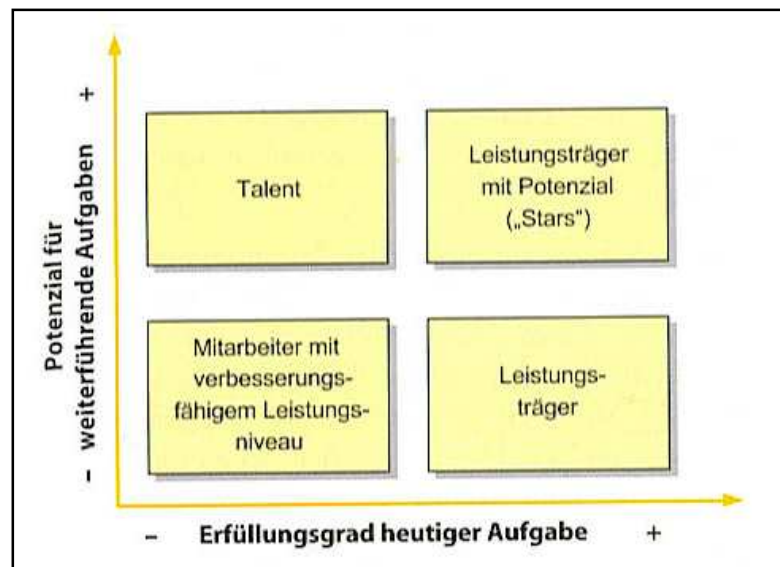 Potenzial für
– weiterführende Aufgaben +
Talent
Leistungsträger
mit Potenzial
(„Stars")
Mitarbeiter mit
verbesserungs-
fähigem Leistungs-
niveau
Leistungs-
träger
– Erfüllungsgrad heutiger Aufgabe +